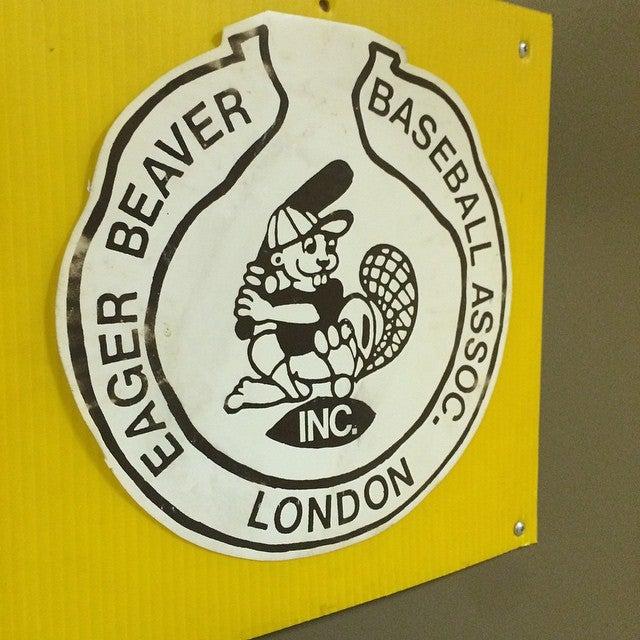 EAGER BEAVER
BASEBALL ASSOC.
INC.
LONDON